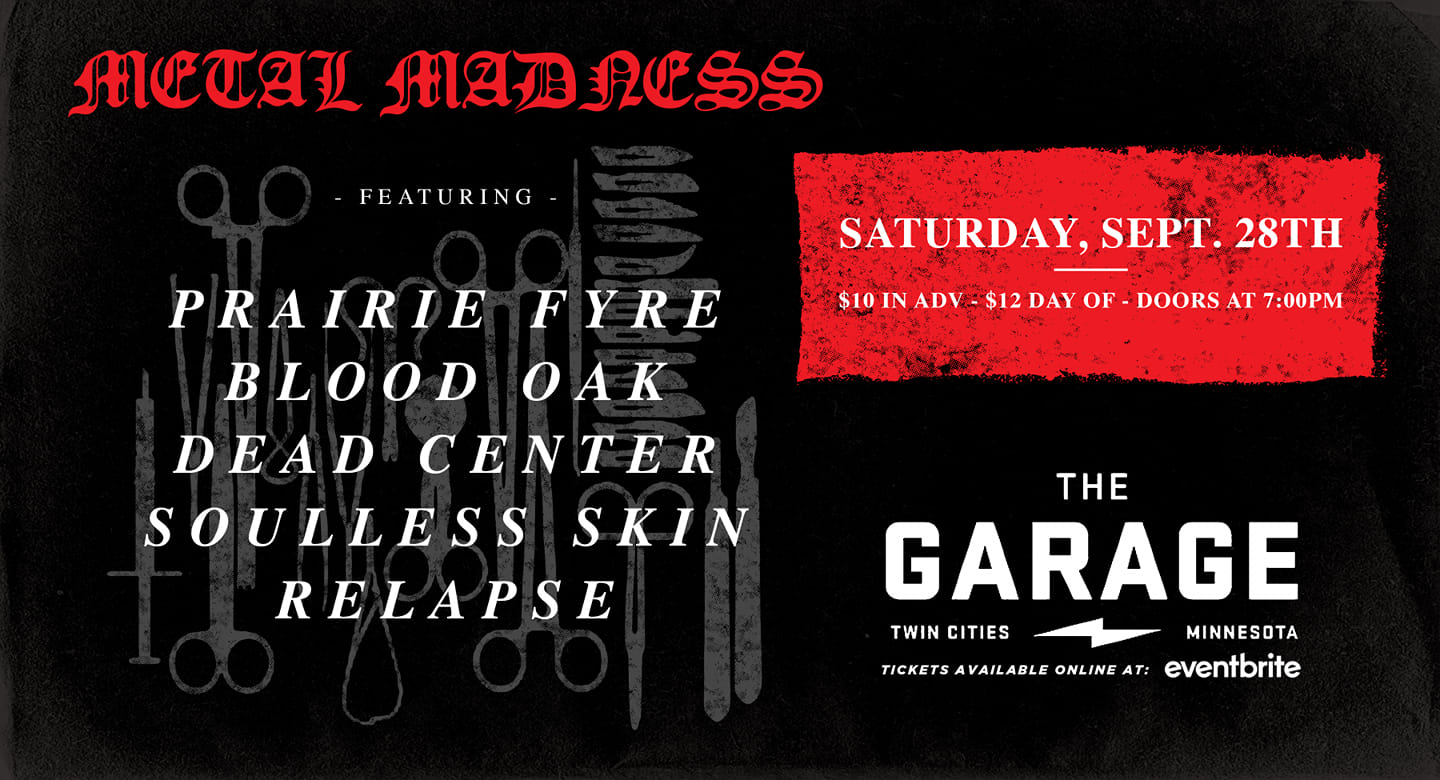 METAL MADNESS
- FEATURING -
PRAIRIE FYRE
BLOOD OAK
DEAD CENTER
SOULLESS SKIN
RELAPSE
SATURDAY, SEPT. 28TH
$10 IN ADV - $12 DAY OF - DOORS AT 7:00PM
THE
GARAGE
TWIN CITIES MINNESOTA
TICKETS AVAILABLE ONLINE AT: eventbrite